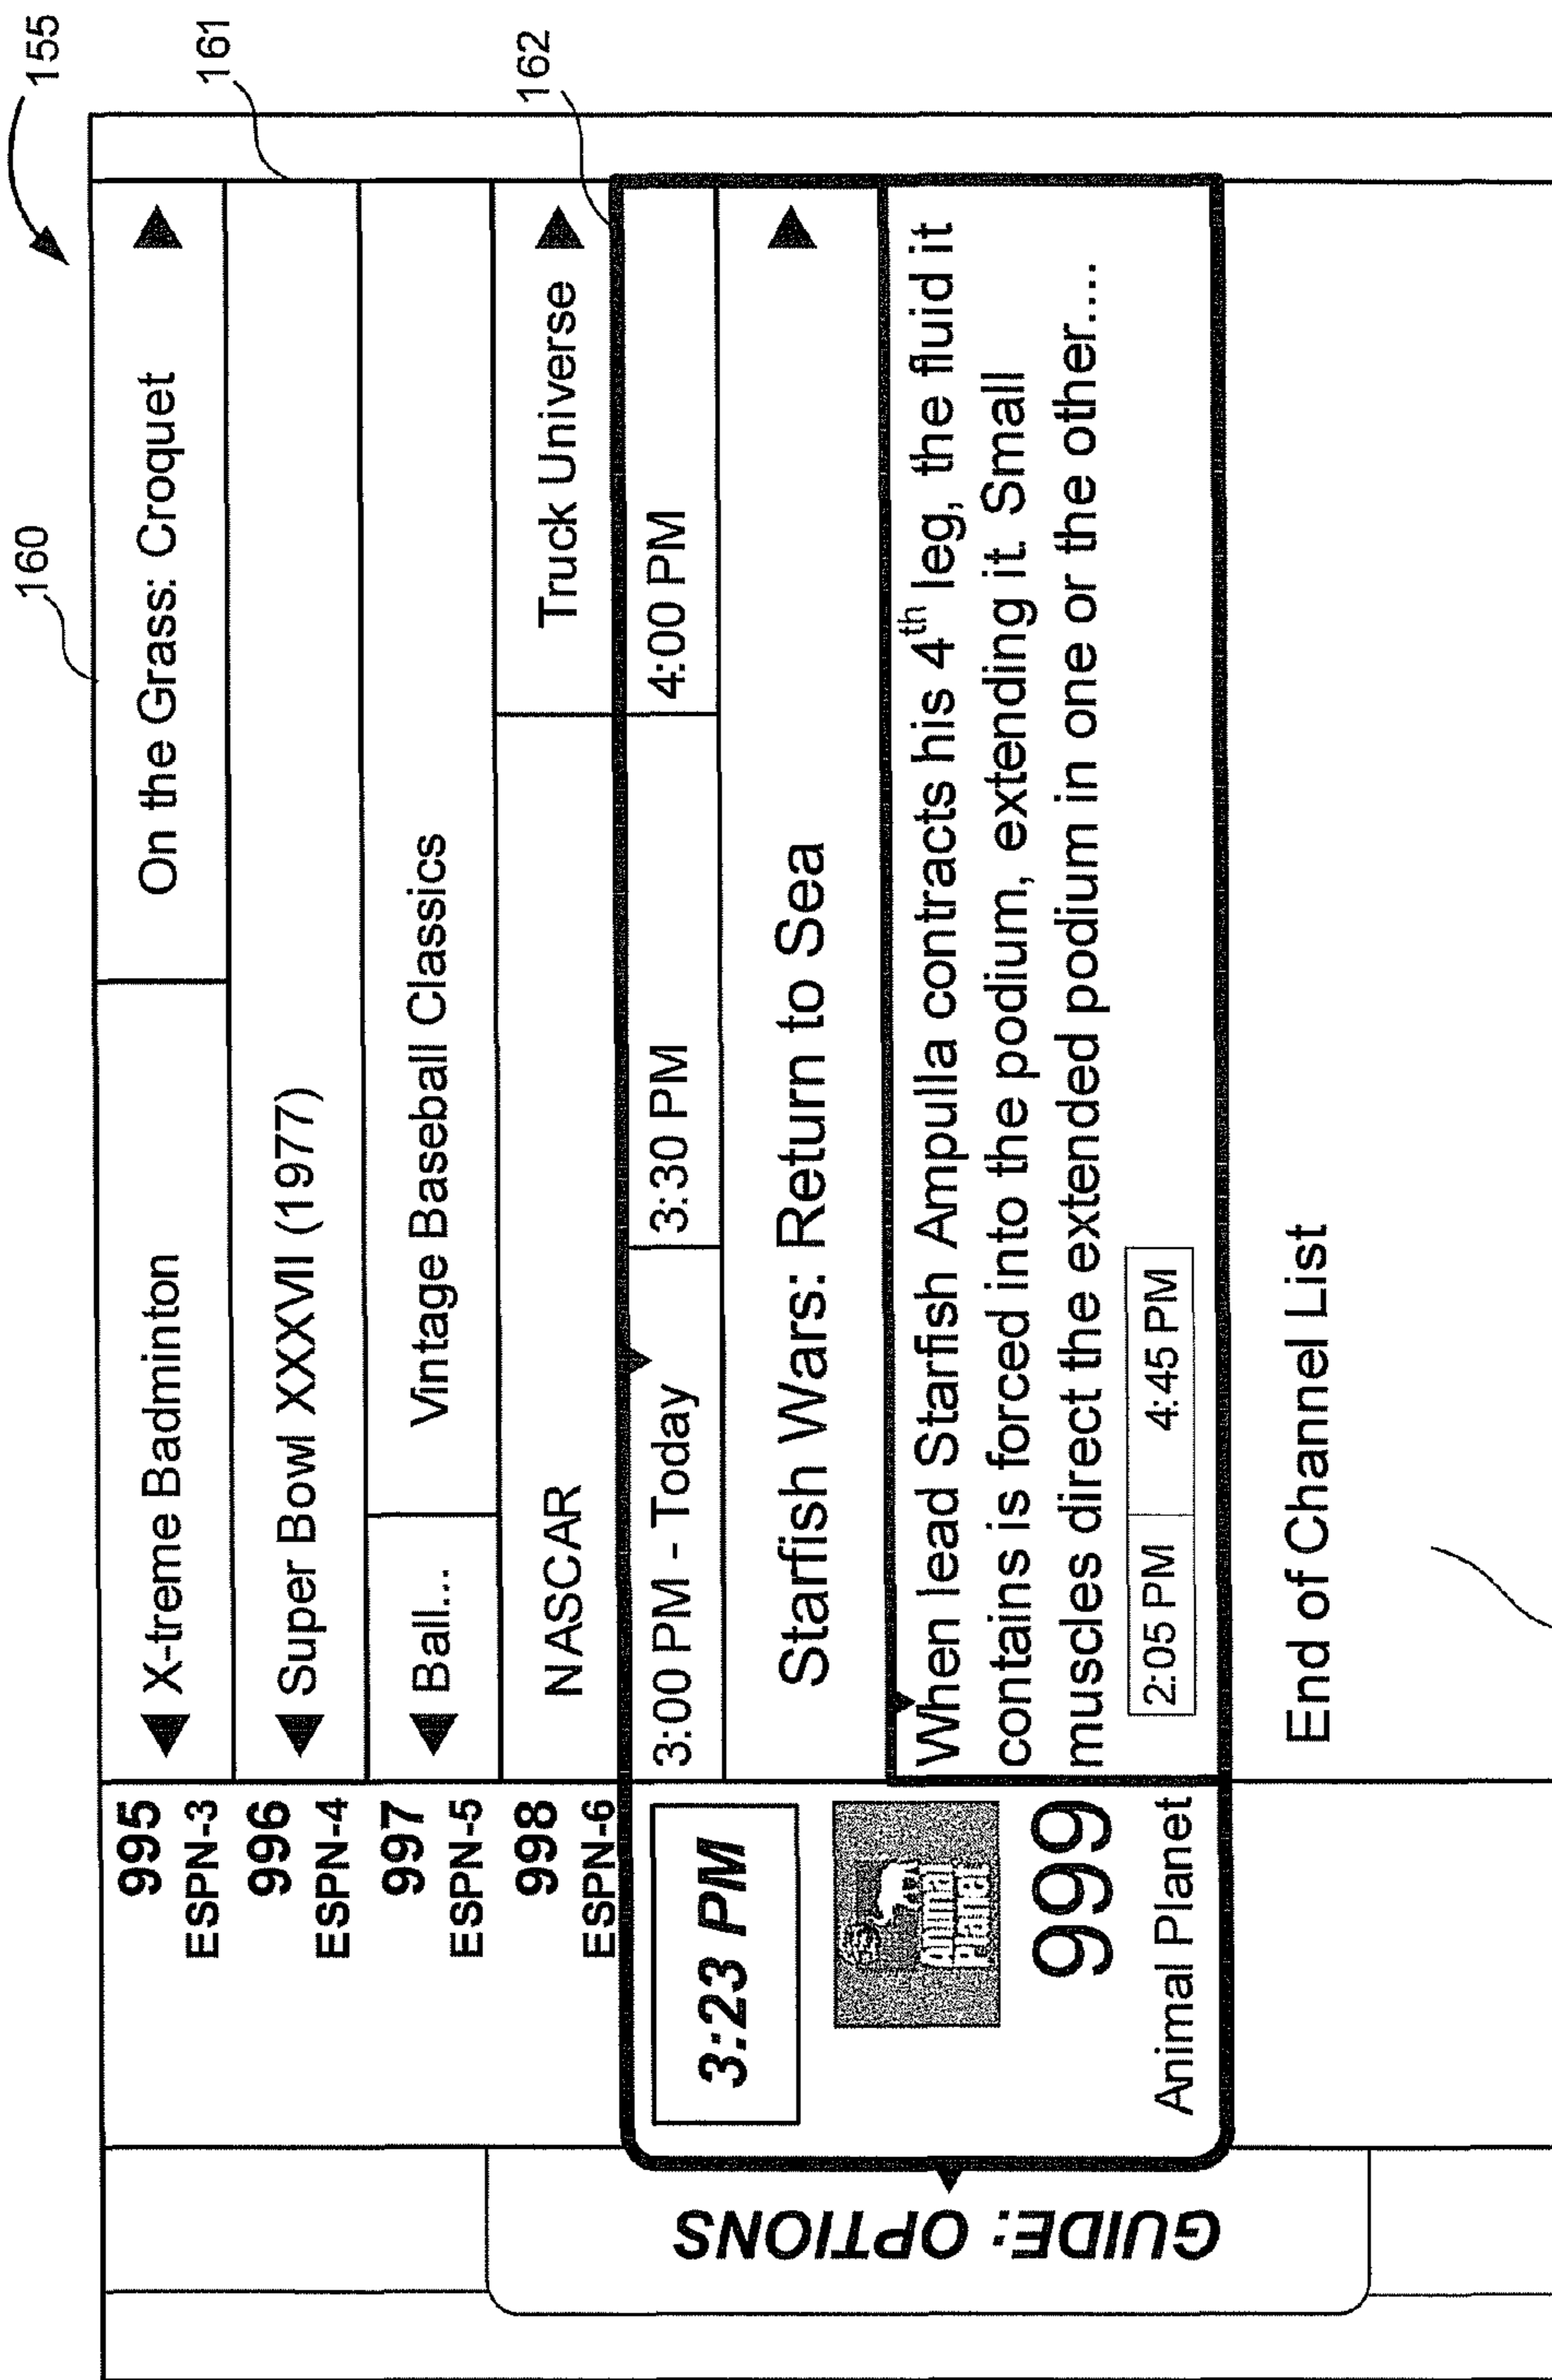 155
160
161
162
995
ESPN-3
X-treme Badminton
On the Grass: Croquet
996
ESPN-4
Super Bowl XXXVII (1977)
997
ESPN-5
Ball...
Vintage Baseball Classics
998
ESPN-6
NASCAR
Truck Universe
3:23 PM
3:00 PM - Today
3:30 PM
4:00 PM
Starfish Wars: Return to Sea
Animal
Planet
999
Animal Planet
When lead Starfish Ampulla contracts his 4th leg, the fluid it
contains is forced into the podium, extending it. Small
muscles direct the extended podium in one or the other....
2:05 PM
4:45 PM
GUIDE: OPTIONS
End of Channel List